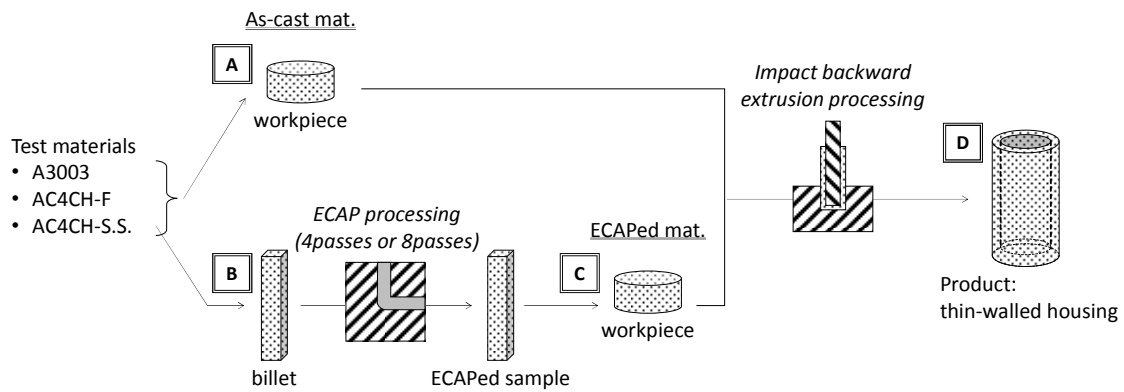 As-cast mat.
A
workpiece
Test materials
• A3003
• AC4CH-F
• AC4CH-S.S.
ECAP processing
(4passes or 8passes)
B
billet
ECAPed sample
ECAPed mat.
C
workpiece
Impact backward
extrusion processing
D
Product:
thin-walled housing